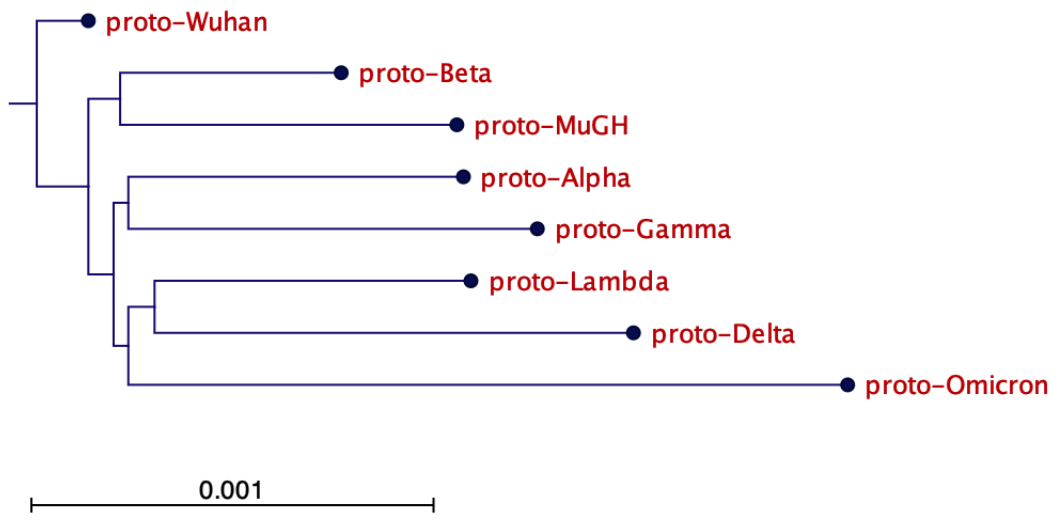 proto–Wuhan
proto–Beta
proto–MuGH
proto–Alpha
proto–Gamma
proto–Lambda
proto–Delta
proto–Omicron
0.001